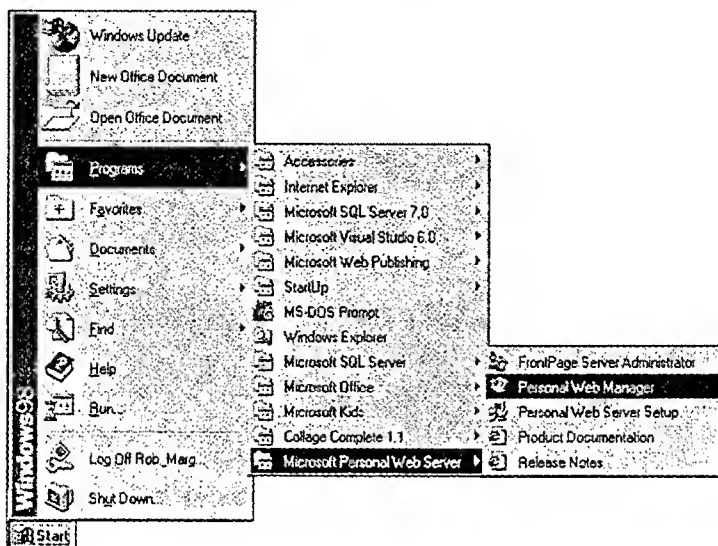 Windows Update
New Office Document
Open Office Document
Programs
Favorites
Documents
Settings
Find
Help
Run...
Log Off Rob_Marg...
Shut Down...
Windows98
Start
Accessories
Internet Explorer
Microsoft SQL Server 7.0
Microsoft Visual Studio 6.0
Microsoft Web Publishing
StartUp
MS-DOS Prompt
Windows Explorer
Microsoft SQL Server
Microsoft Office
Microsoft Kids
Collage Complete 1.1
Microsoft Personal Web Server
FrontPage Server Administrator
Personal Web Manager
Personal Web Server Setup
Product Documentation
Release Notes